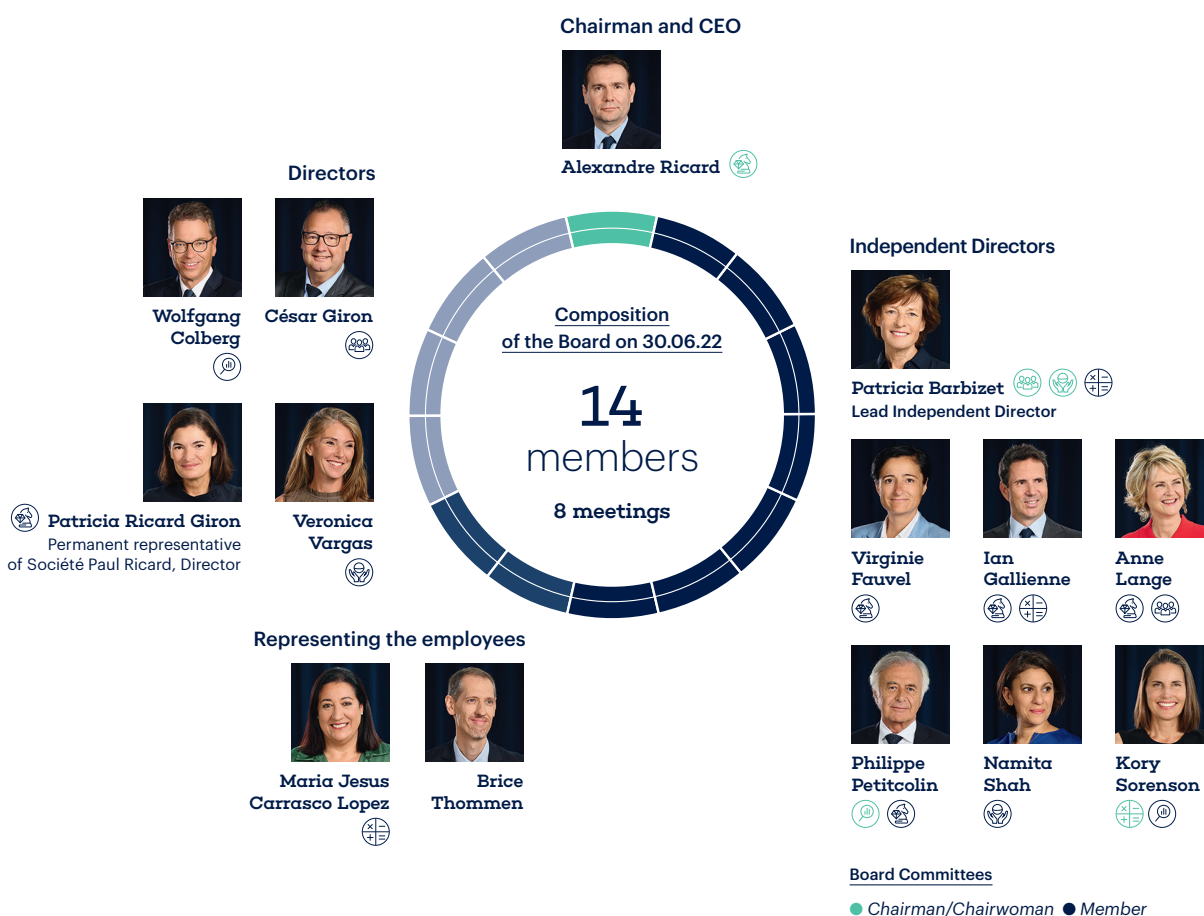 Chairman and CEO
Alexandre Ricard
Directors
Wolfgang
Colberg
César Giron
Patricia Ricard Giron
Permanent representative
of Société Paul Ricard, Director
Veronica
Vargas
Representing the employees
Maria Jesus
Carrasco Lopez
Brice
Thommen
Composition
of the Board on 30.06.22
14
members
8 meetings
Independent Directors
Patricia Barbizet
Lead Independent Director
Virginie
Fauvel
Ian
Gallienne
Anne
Lange
Philippe
Petitcolin
Namita
Shah
Kory
Sorenson
Board Committees
Chairman/Chairwoman Member